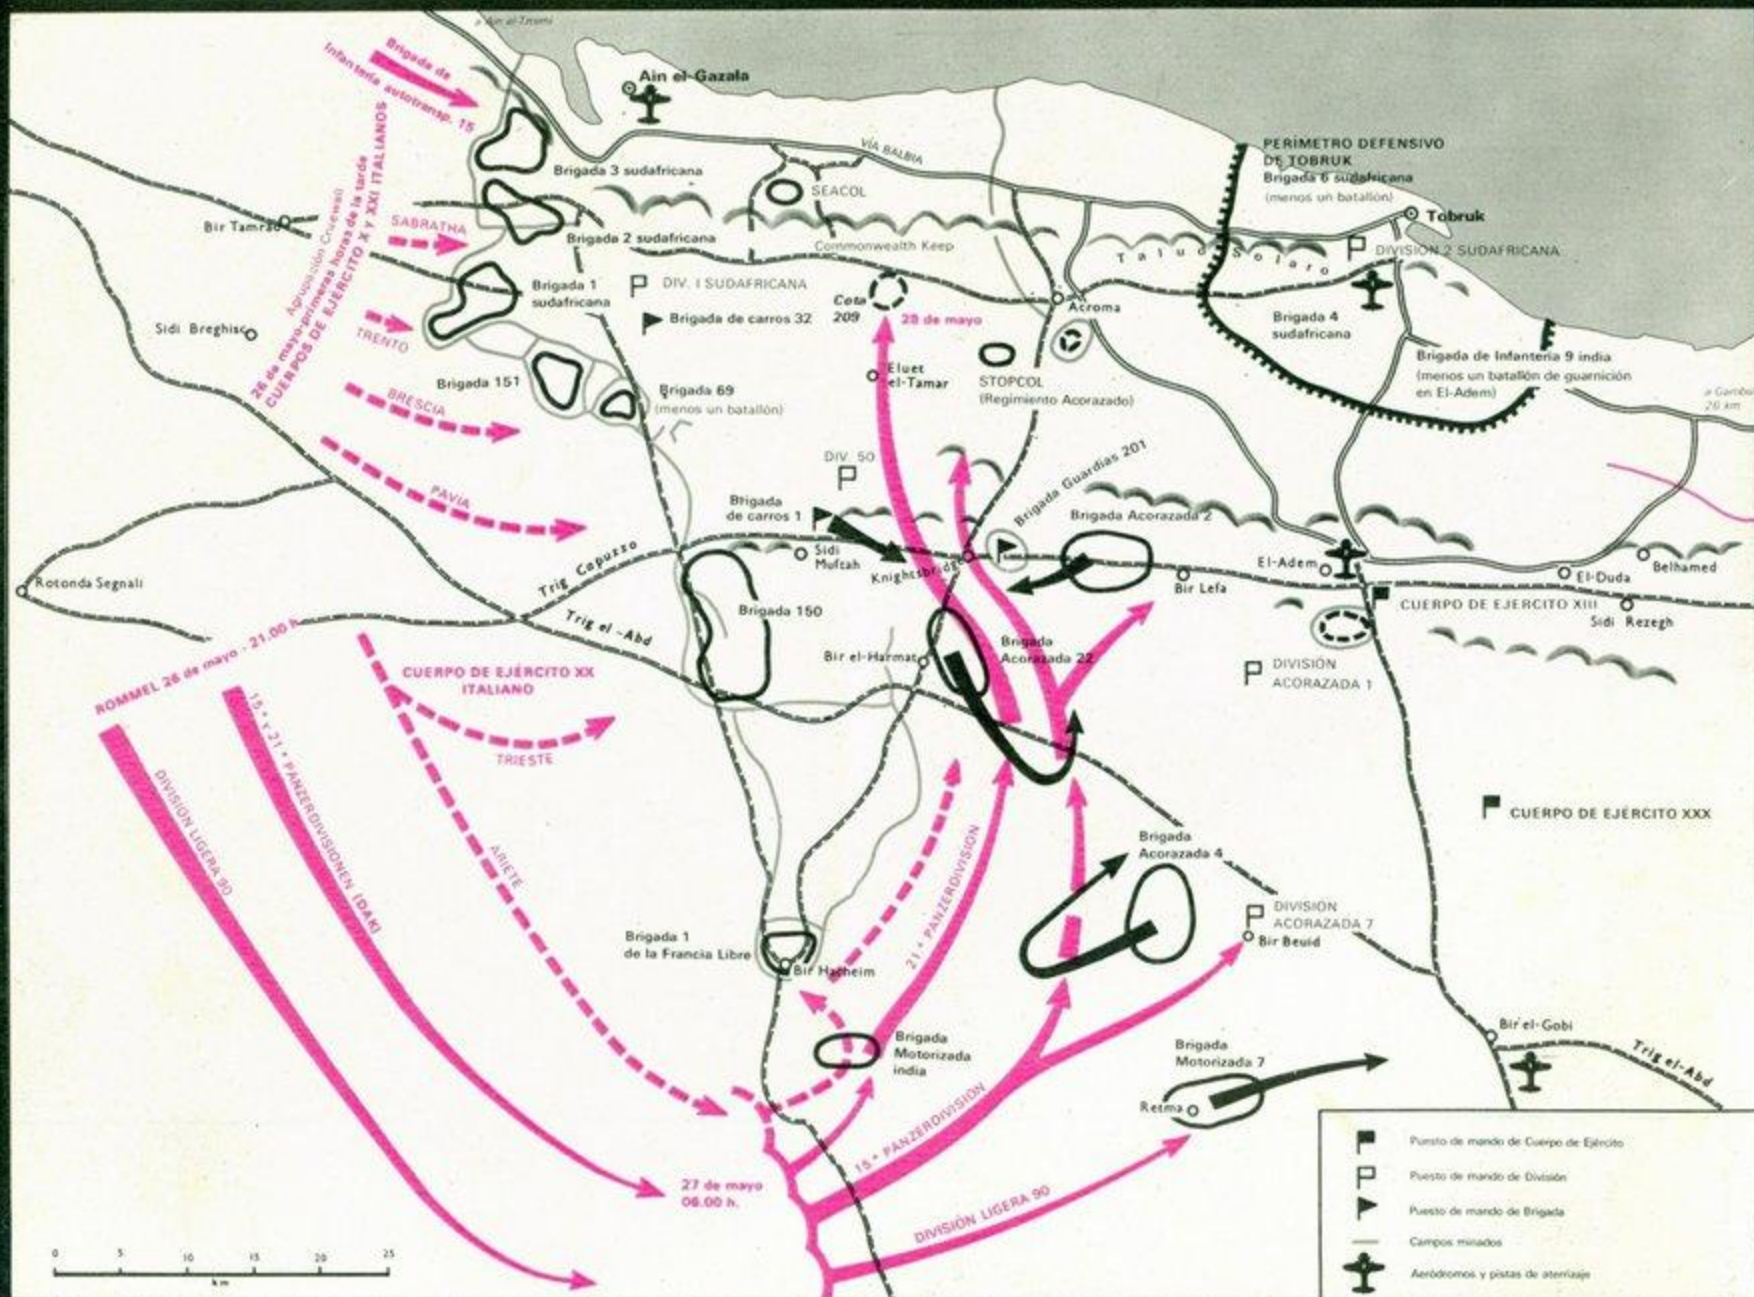 a Ain al-Tzimi
Brigada de
Infantería autotransp. 15
Ain el-Gazala
VÍA BALBIA
PERÍMETRO DEFENSIVO
DE TOBRUK
Brigada 6 sudafricana
(menos un batallón)
Tobruk
DIVISIÓN 2 SUDAFRICANA
Brigada 3 sudafricana
SEACOL
Bir Tamrad
SABRATHA
Brigada 2 sudafricana
Commonwealth Keep
Talud Solaro
Agrupación Cruewell
26 de mayo-primeras horas de la tarde
CUERPOS DE EJÉRCITO X y XXI ITALIANOS
Brigada 1
sudafricana
DIV. I SUDAFRICANA
Brigada de carros 32
Cota
209
28 de mayo
Acroma
Brigada 4
sudafricana
Sidi Breghisc
TRENTO
Brigada 151
Brigada 69
(menos un batallón)
Eluet
el-Tamar
STOPCOL
(Regimiento Acorazado)
Brigada de Infantería 9 india
(menos un batallón de guarnición
en El-Adem)
26 km
BRESCIA
PAVIA
DIV. 50
Brigada
de carros 1
Brigada Guardias 201
Brigada Acorazada 2
Sidi
Muftah
Knightsbridge
Bir Lefa
El-Adem
El-Duda
Belhamed
Rotonda Segnali
Trig Capuzzo
Trig el-Abd
Brigada 150
CUERPO DE EJERCITO XIII
Sidi Rezegh
ROMMEL 26 de mayo - 21.00 h
CUERPO DE EJÉRCITO XX
ITALIANO
TRIESTE
Bir el-Harmat
Brigada
Acorazada 22
DIVISIÓN
ACORAZADA 1
DIVISION LIGERA 90
15ª y 21ª PANZERDIVISIONEN (DAK)
ARIETE
CUERPO DE EJÉRCITO XXX
Brigada
Acorazada 4
21ª PANZERDIVISION
DIVISIÓN
ACORAZADA 7
Bir Beuid
Brigada 1
de la Francia Libre
Bir Hacheim
Brigada
Motorizada
india
Brigada
Motorizada 7
Retma
Bir el-Gobi
Trig el-Abd
15ª PANZERDIVISION
27 de mayo
06.00 h.
DIVISIÓN LIGERA 90
0 5 10 15 20 25
km
Puesto de mando de Cuerpo de Ejército
Puesto de mando de División
Puesto de mando de Brigada
Campos minados
Aeródromos y pistas de aterrizaje